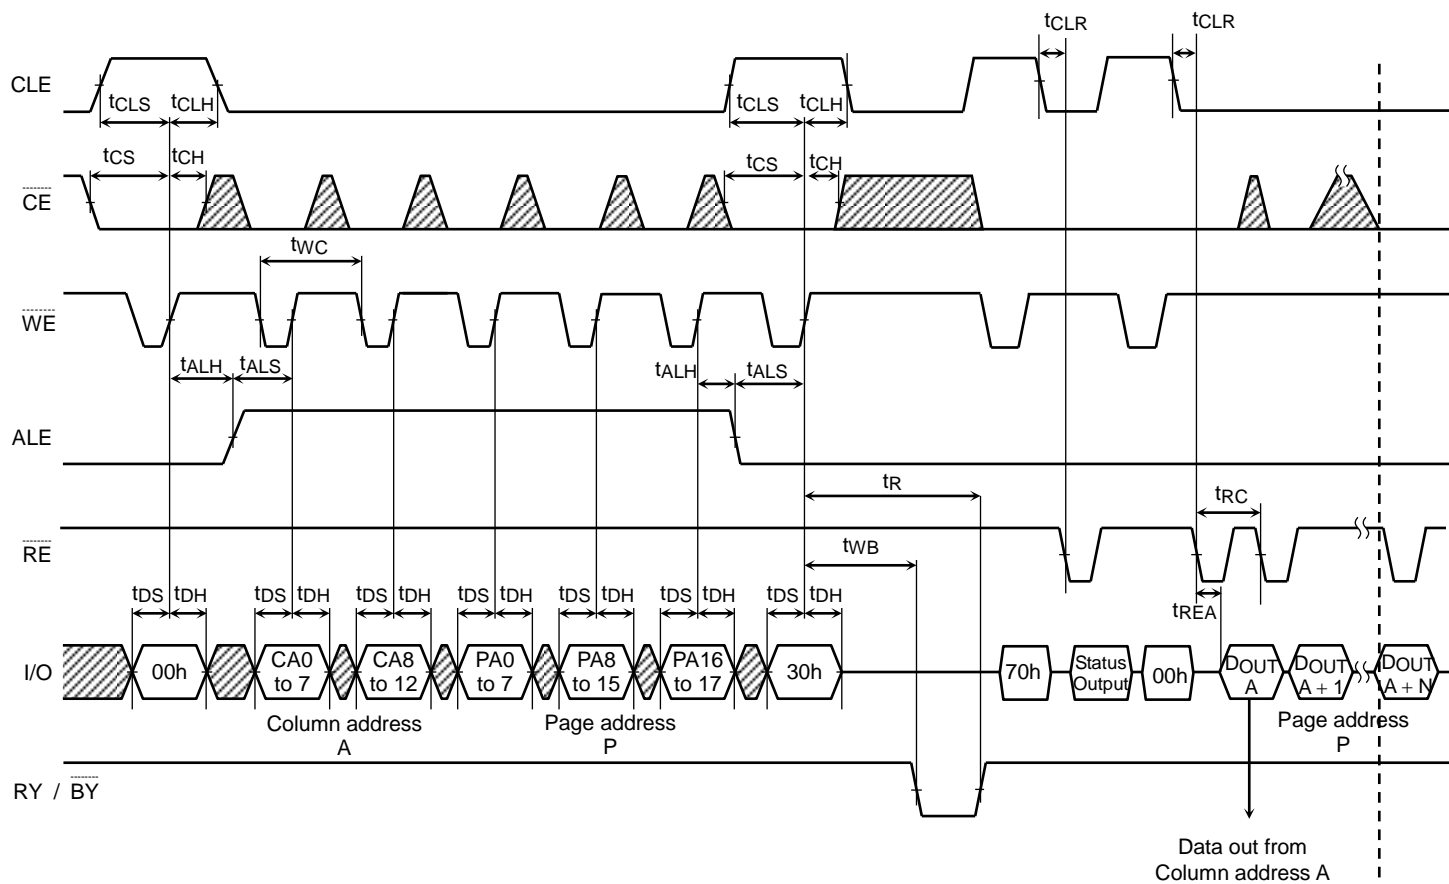 tCLR tCLR
CLE
tCLS tCLH tCLS tCLH
tCS tCH tCS tCH
CE
tWC
WE
tALH tALS tALH tALS
ALE
tR tRC
RE
tWB
tDS tDH tDS tDH tDS tDH tDS tDH tDS tDH tDS tDH tDS tDH
tREA
I/O
00h
CA0
to 7
CA8
to 12
PA0
to 7
PA8
to 15
PA16
to 17
30h
70h
Status
Output
00h
DOUT
A
DOUT
A + 1
DOUT
A + N
Column address
A
Page address
P
Page address
P
RY / BY
Data out from
Column address A